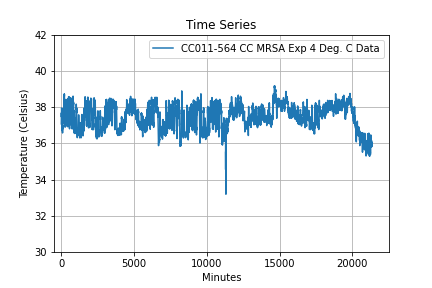 Time Series
CC011-564 CC MRSA Exp 4 Deg. C Data
42
40
38
36
34
32
30
Temperature (Celsius)
0 5000 10000 15000 20000
Minutes